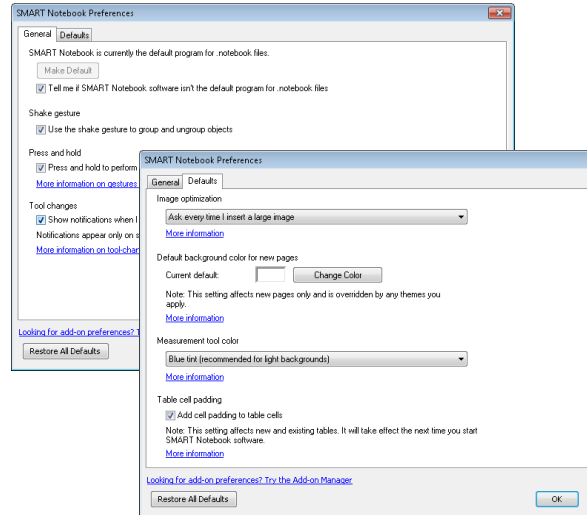 SMART Notebook Preferences
General Defaults
SMART Notebook is currently the default program for .notebook files.
Make Default
Tell me if SMART Notebook software isn't the default program for .notebook files
Shake gesture
Use the shake gesture to group and ungroup objects
Press and hold
Press and hold to perform
More information on gestures
Tool changes
Show notifications when I
Notifications appear only on s
More information on tool-chan
Looking for add-on preferences? T
Restore All Defaults
SMART Notebook Preferences
General Defaults
Image optimization
Ask every time I insert a large image
More information
Default background color for new pages
Current default: Change Color
Note: This setting affects new pages only and is overridden by any themes you
apply.
More information
Measurement tool color
Blue tint (recommended for light backgrounds)
More information
Table cell padding
Add cell padding to table cells
Note: This setting affects new and existing tables. It will take effect the next time you start
SMART Notebook software.
More information
Looking for add-on preferences? Try the Add-on Manager
Restore All Defaults OK